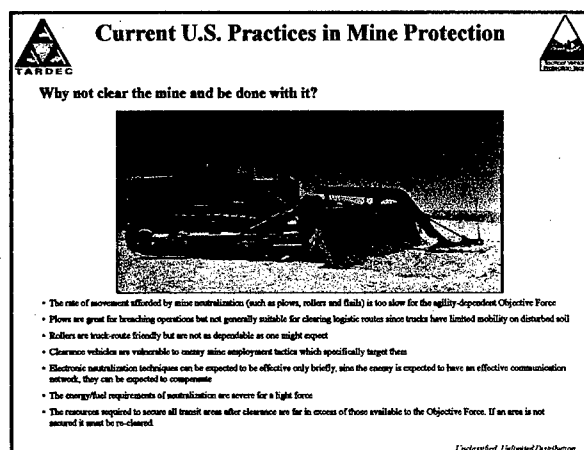 Current U.S. Practices in Mine Protection
TARDEC
Tactical Vehicle
Protection Team
Why not clear the mine and be done with it?
• The rate of movement afforded by mine neutralization (such as plows, rollers and flails) is too slow for the agility-dependent Objective Force
• Plows are great for breaching operations but not generally suitable for clearing logistic routes since trucks have limited mobility on disturbed soil
• Rollers are truck-route friendly but are not as dependable as one might expect
• Clearance vehicles are vulnerable to enemy mine employment tactics which specifically target them
• Electronic neutralization techniques can be expected to be effective only briefly, sine the enemy is expected to have an effective communication
network, they can be expected to compensate
• The energy/fuel requirements of neutralization are severe for a light force
• The resources required to secure all transit areas after clearance are far in excess of those available to the Objective Force. If an area is not
secured it must be re-cleared
Unclassified, Unlimited Distribution